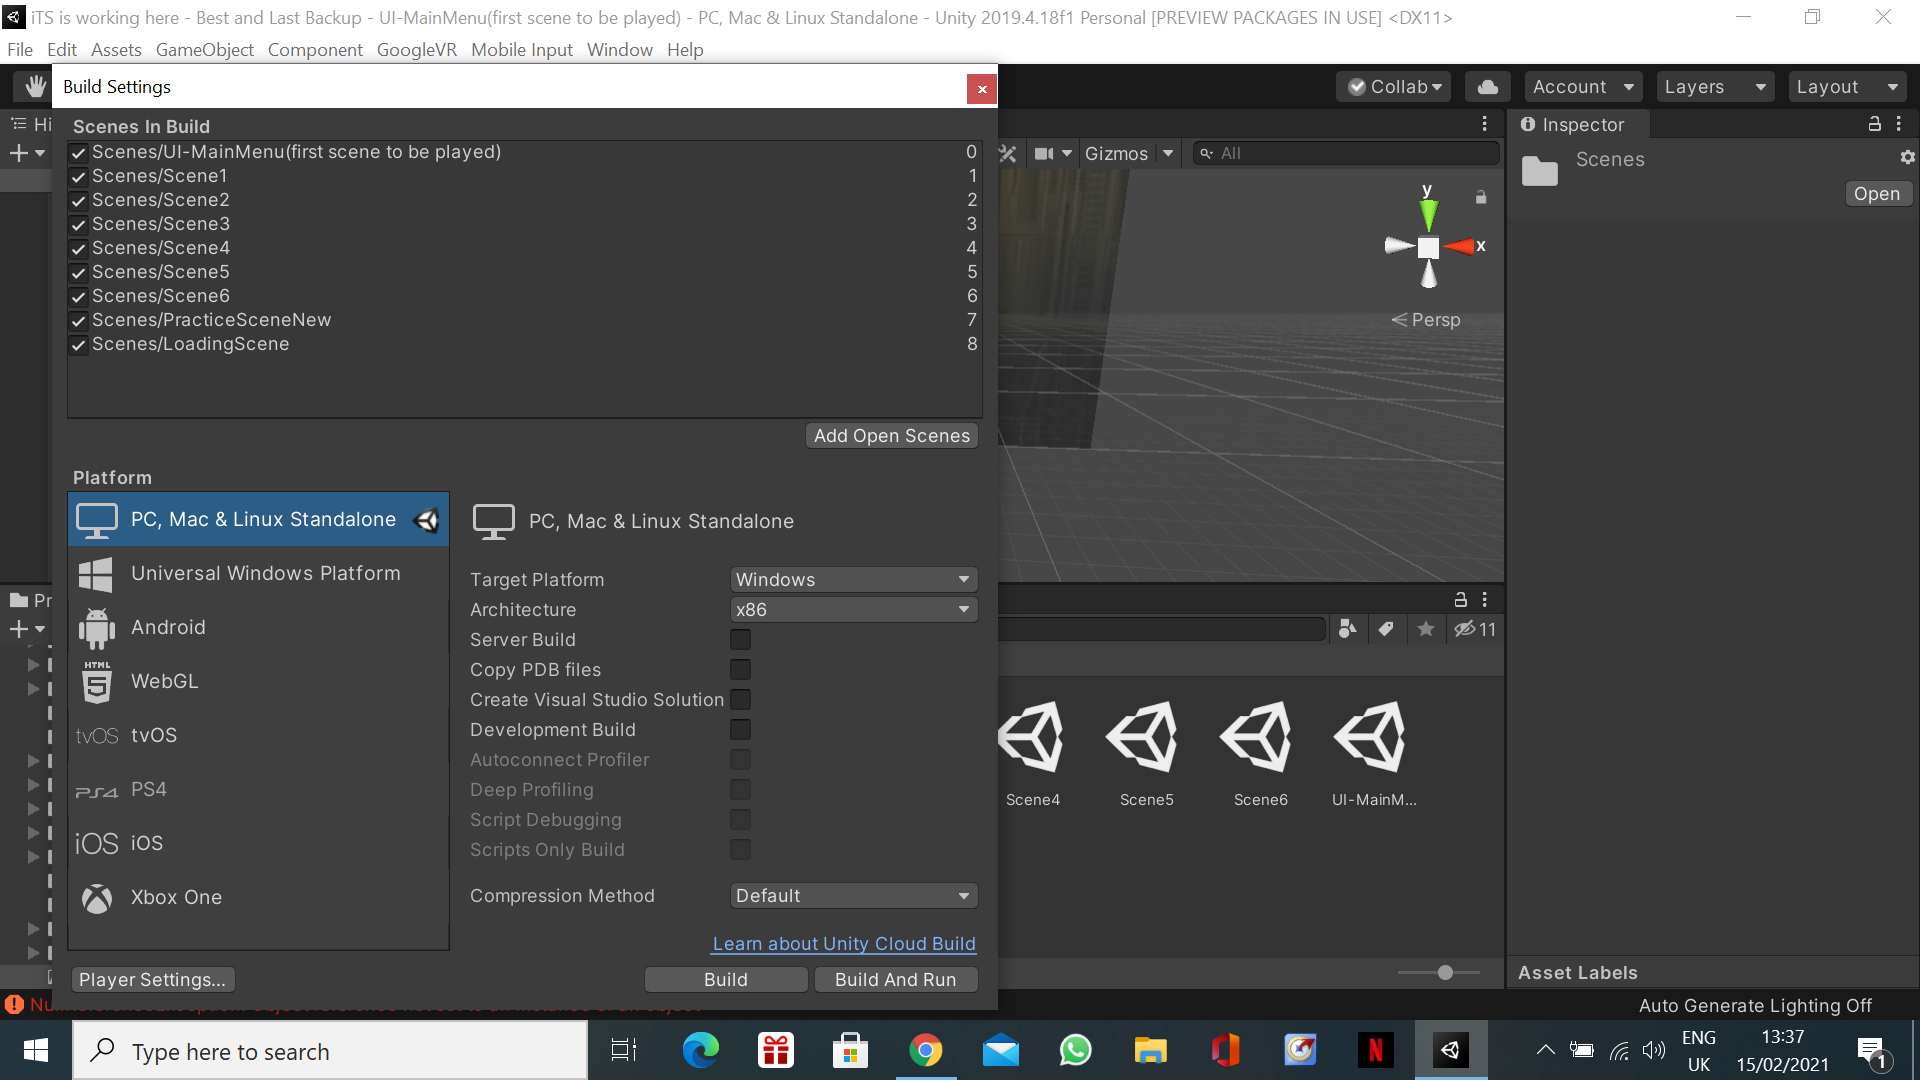 iTS is working here - Best and Last Backup - UI-MainMenu(first scene to be played) - PC, Mac & Linux Standalone - Unity 2019.4.18f1 Personal [PREVIEW PACKAGES IN USE] <DX11>
File Edit Assets GameObject Component GoogleVR Mobile Input Window Help
Build Settings
Collab Account Layers Layout
Scenes In Build
Hi
Inspector
Scenes/UI-MainMenu(first scene to be played) 0
Gizmos All
Scenes
Scenes/Scene1 1
Open
Scenes/Scene2 2
y
Scenes/Scene3 3
Scenes/Scene4 4
x
Scenes/Scene5 5
Scenes/Scene6 6
Scenes/PracticeSceneNew 7
Persp
Scenes/LoadingScene 8
Add Open Scenes
Platform
PC, Mac & Linux Standalone
PC, Mac & Linux Standalone
Universal Windows Platform
Target Platform Windows
Pr
Architecture x86
Android
11
Server Build
Copy PDB files
HTML
5
WebGL
Create Visual Studio Solution
tvOS tvOS
Development Build
Autoconnect Profiler
PS4 PS4
Deep Profiling
Scene4 Scene5 Scene6 UI-MainM...
Script Debugging
iOS iOS
Scripts Only Build
Xbox One
Compression Method Default
Learn about Unity Cloud Build
Asset Labels
Player Settings...
Build Build And Run
Auto Generate Lighting Off
Type here to search
N
ENG
UK
13:37
15/02/2021
1